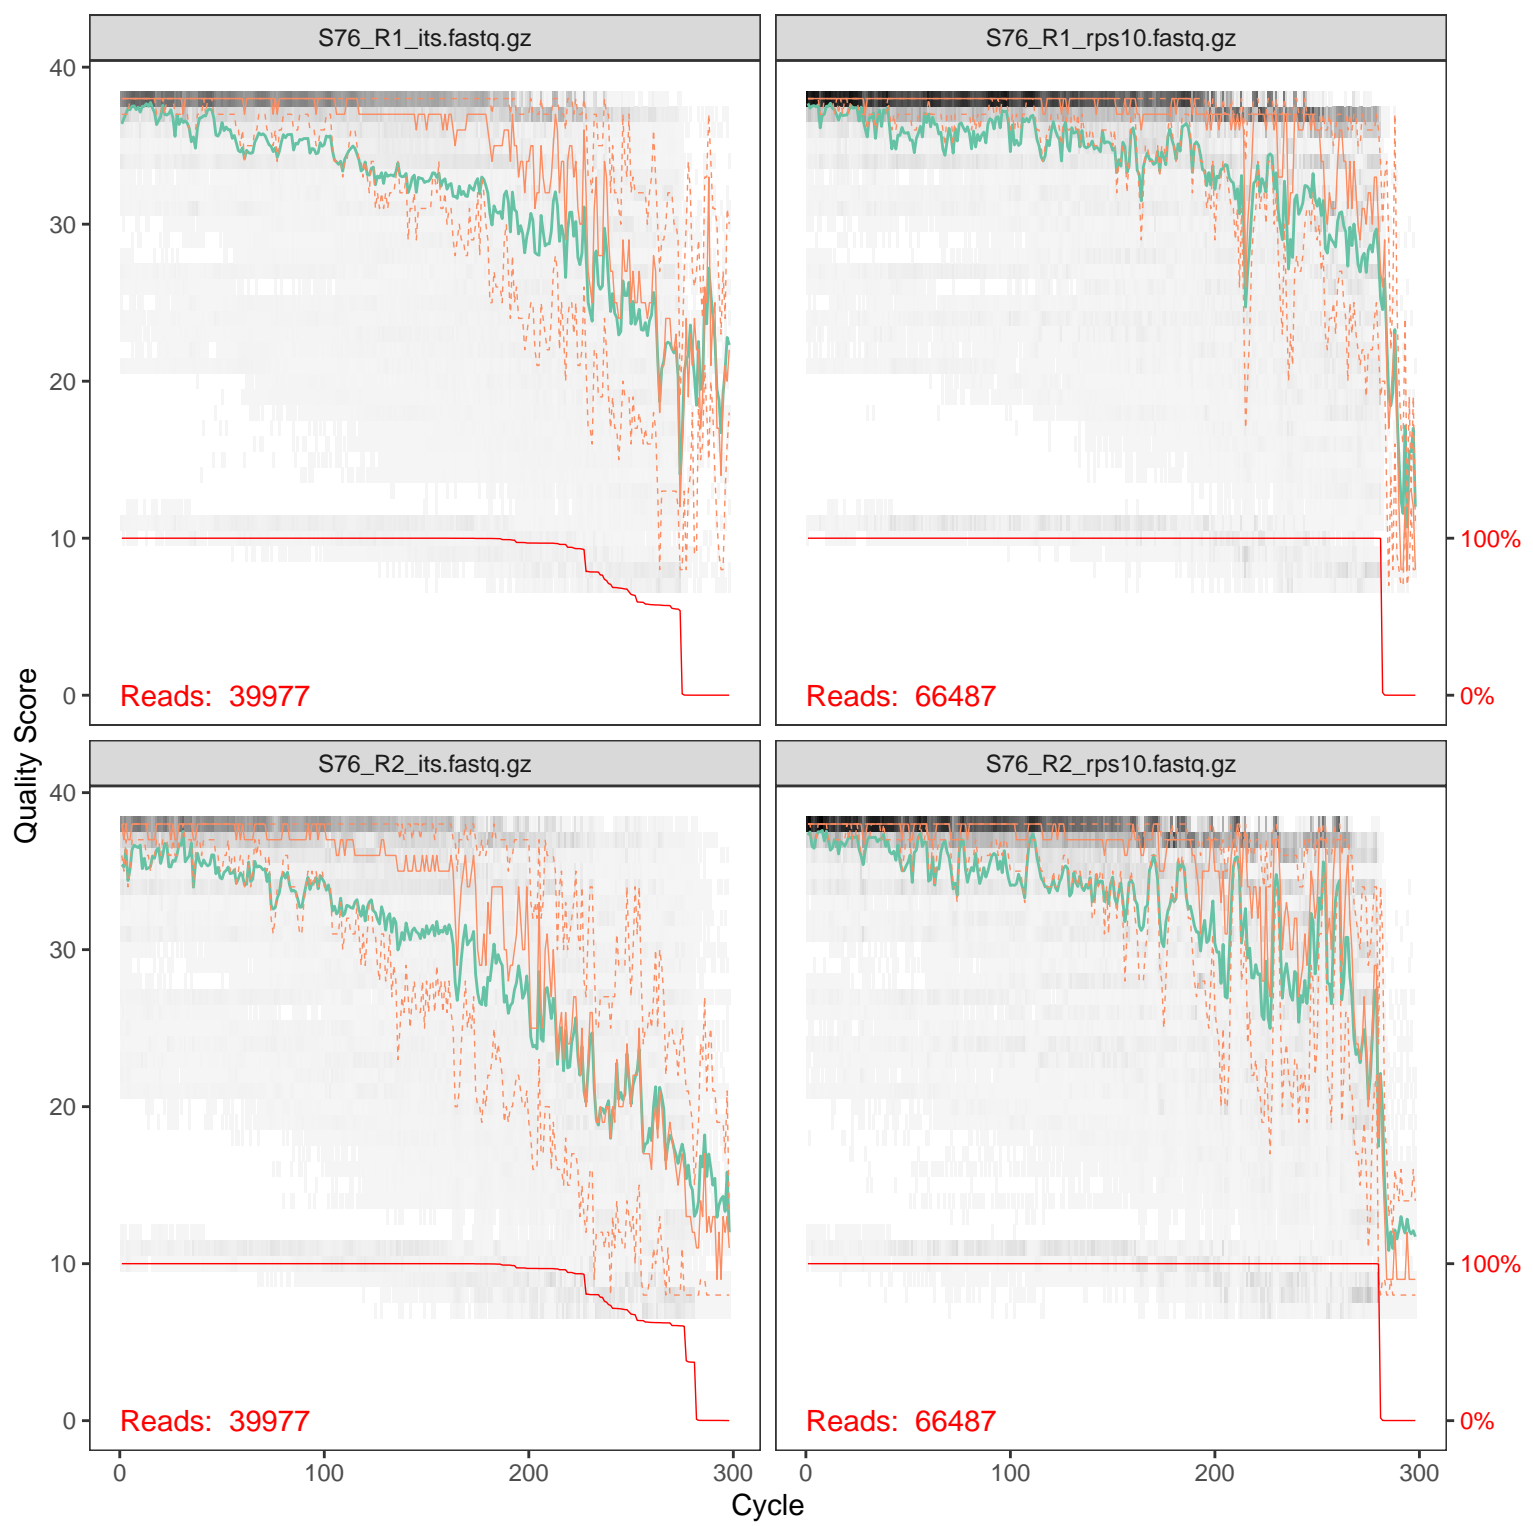 S76_R1_its.fastq.gz
S76_R1_rps10.fastq.gz
40
30
20
10
0
Reads: 39977
Reads: 66487
100%
0%
Quality Score
S76_R2_its.fastq.gz
S76_R2_rps10.fastq.gz
40
30
20
10
0
Reads: 39977
Reads: 66487
100%
0%
0 100 200 300
0 100 200 300
Cycle